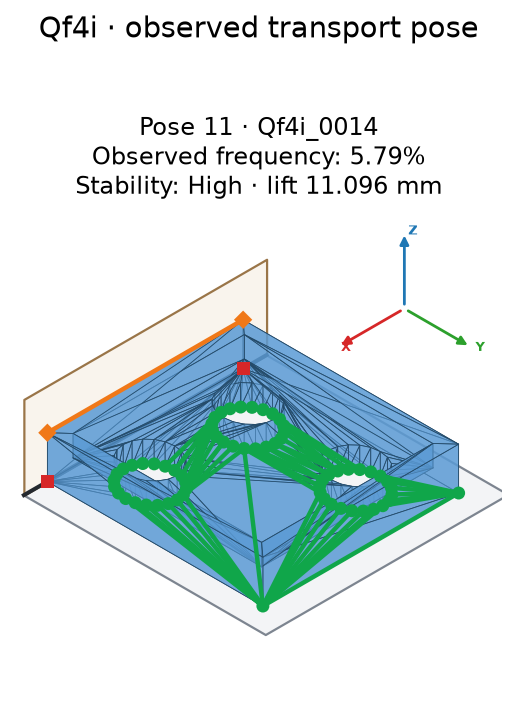 Qf4i · observed transport pose
Pose 11 · Qf4i_0014
Observed frequency: 5.79%
Stability: High · lift 11.096 mm
Z
X
Y